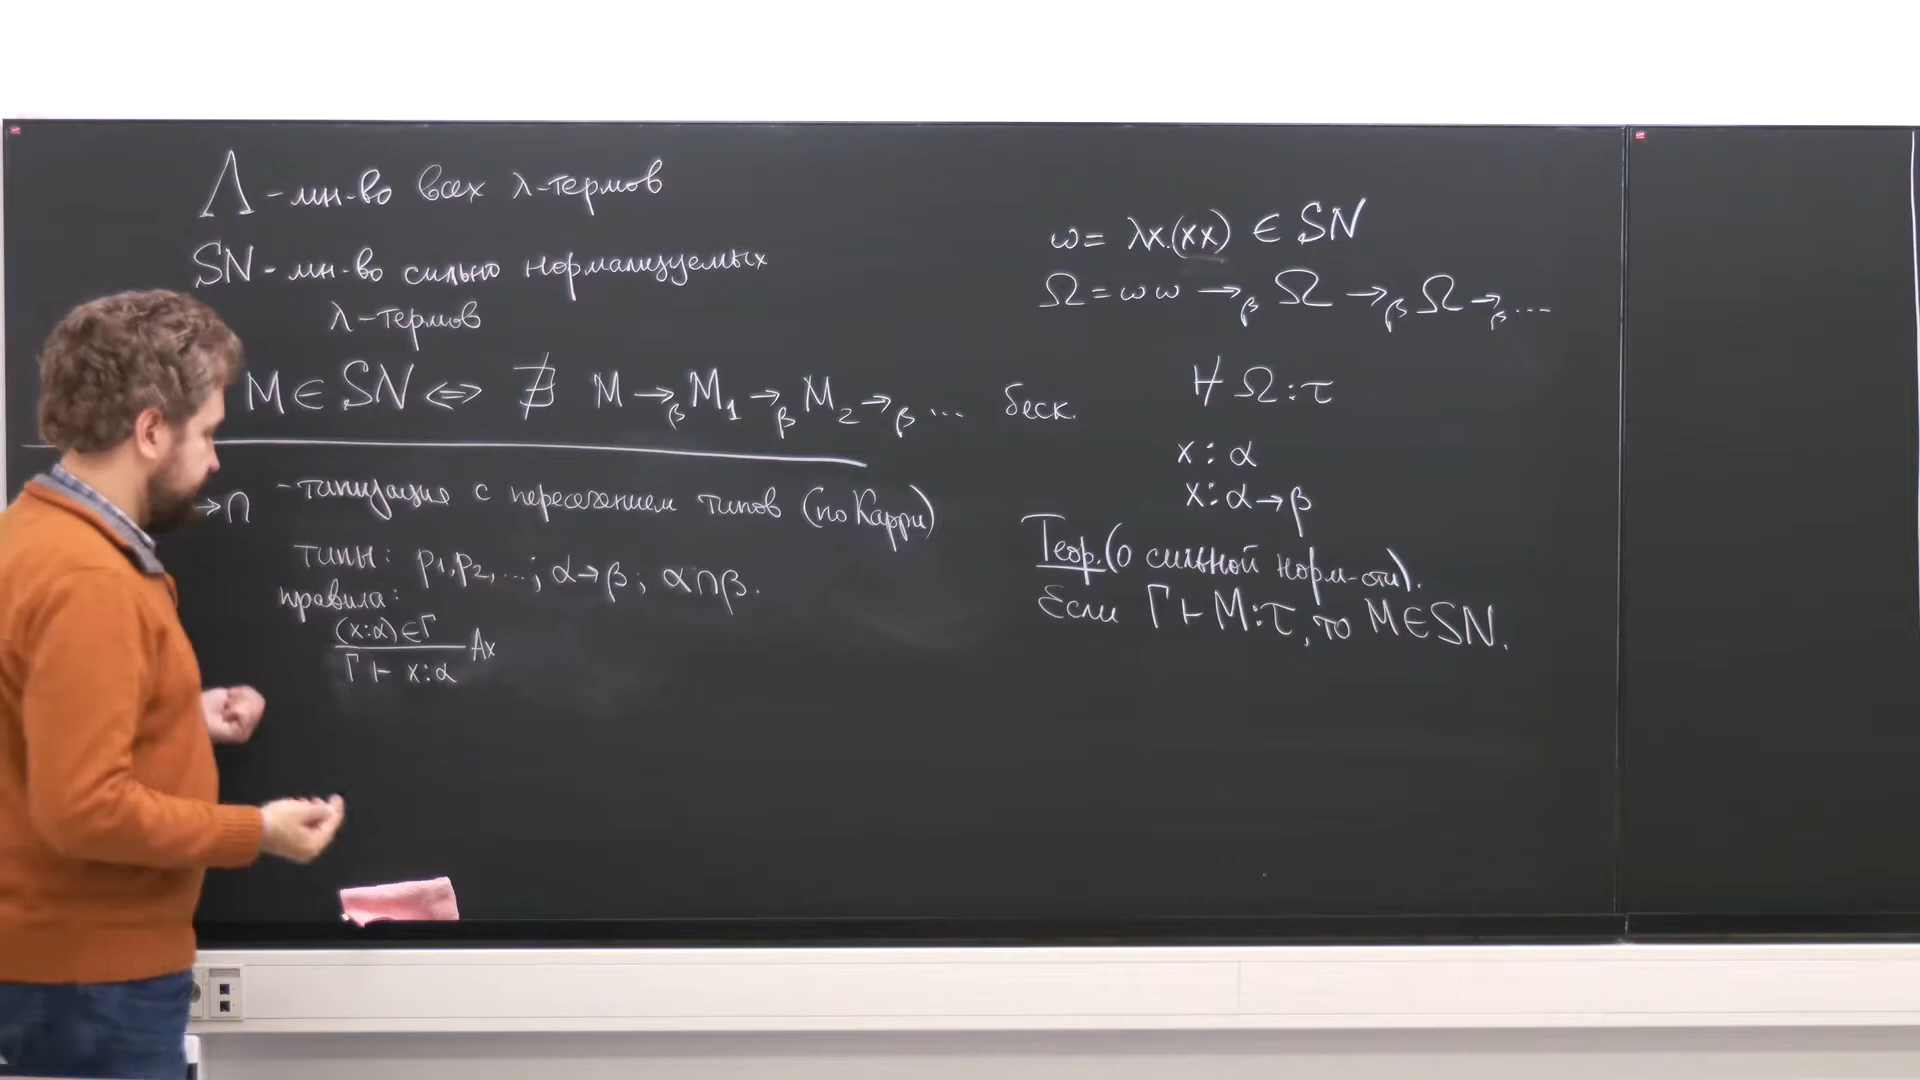 Λ - мн-во всех λ-термов
SN - мн-во сильно нормализуемых
λ-термов
M ∈ SN ⇔ ∄ M →β M1 →β M2 →β ... беск.
→∩ - типизация с пересечением типов (по Карри)
типы: p1, p2, ...; α→β; α∩β.
правила:
(x:α)∈Γ
Γ ⊢ x:α Ax
ω = λx.(xx) ∈ SN
Ω = ω ω →β Ω →β Ω →β ...
⊬ Ω : τ
x : α
x : α→β
Теор. (о сильной норм-сти).
Если Γ ⊢ M:τ, то M∈SN.